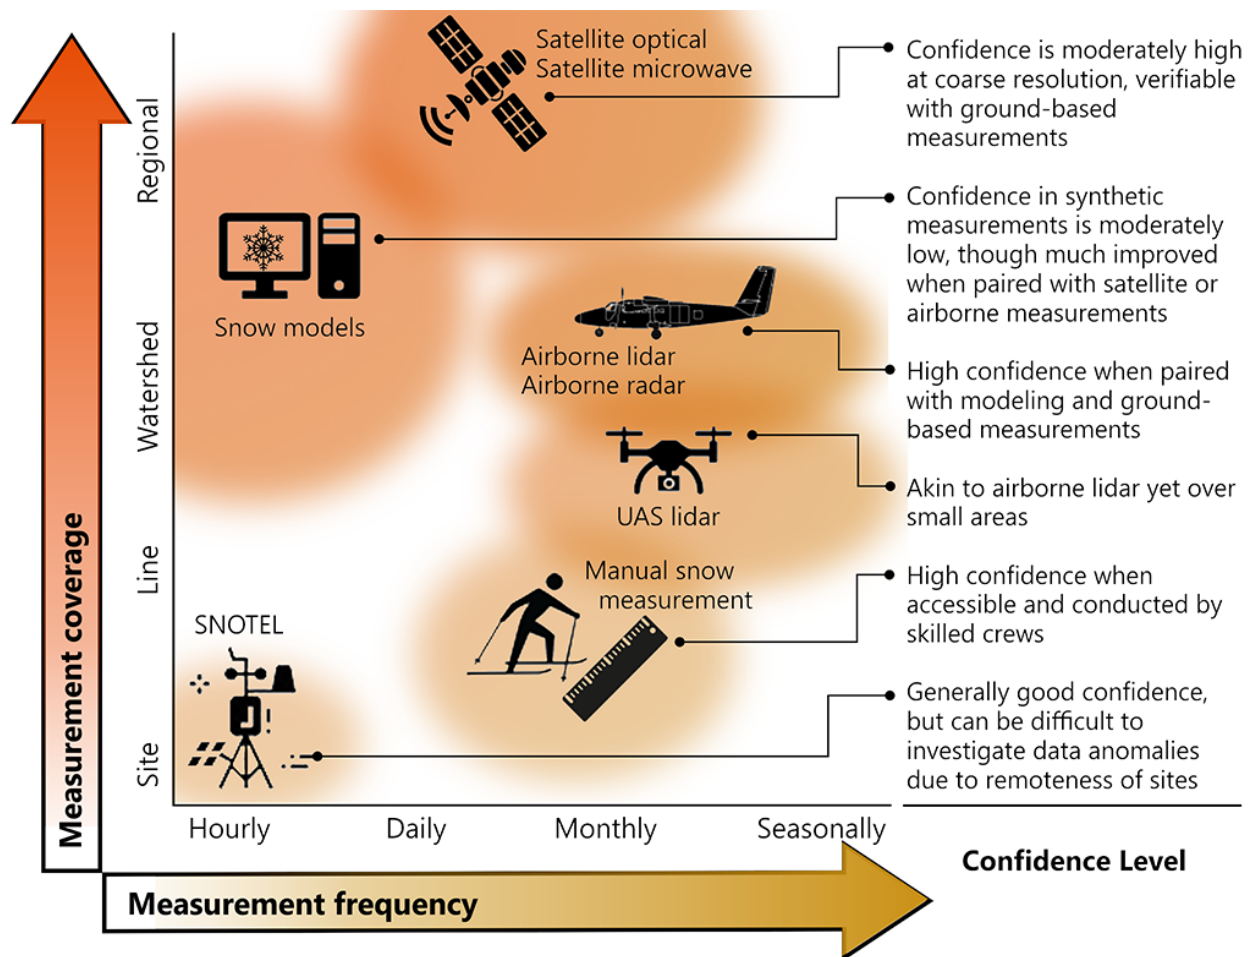 Satellite optical
Satellite microwave
Confidence is moderately high
at coarse resolution, verifiable
with ground-based
measurements
Regional
Confidence in synthetic
measurements is moderately
low, though much improved
when paired with satellite or
airborne measurements
Snow models
Watershed
Airborne lidar
Airborne radar
High confidence when paired
with modeling and ground-
based measurements
UAS lidar
Akin to airborne lidar yet over
small areas
Line
Manual snow
measurement
High confidence when
accessible and conducted by
skilled crews
SNOTEL
Site
Generally good confidence,
but can be difficult to
investigate data anomalies
due to remoteness of sites
Measurement coverage
Hourly
Daily
Monthly
Seasonally
Confidence Level
Measurement frequency